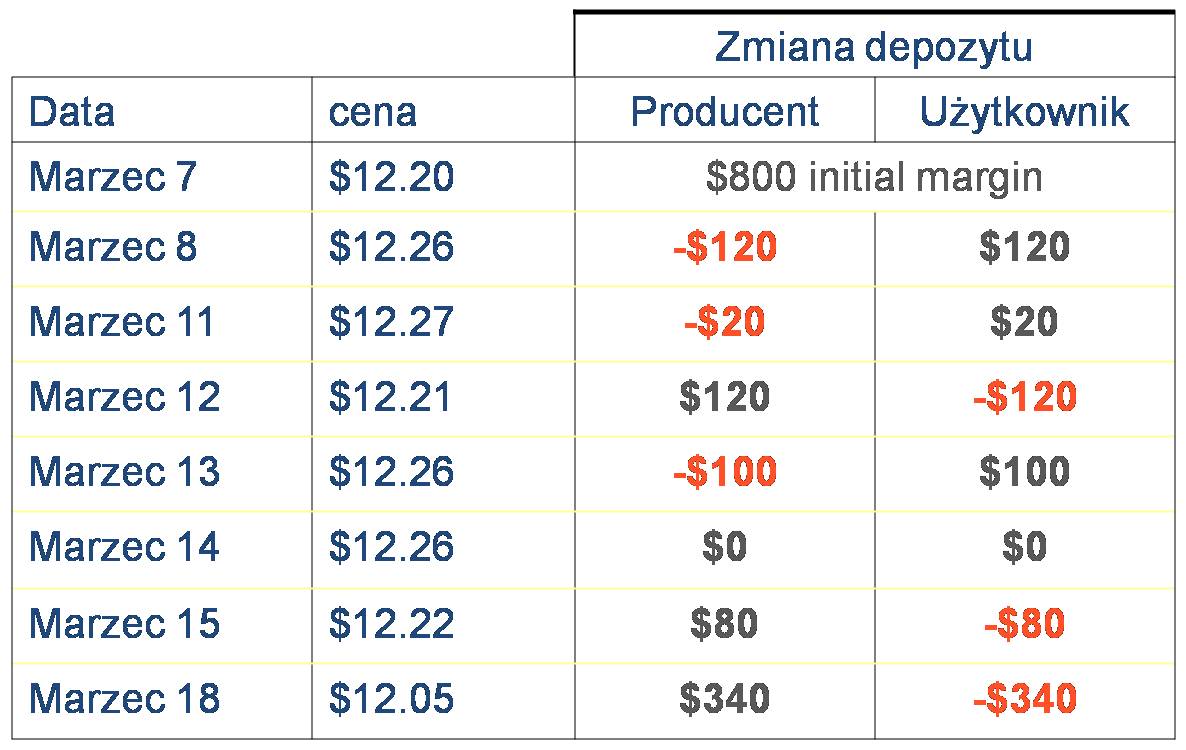 Zmiana depozytu
Data cena Producent Użytkownik
Marzec 7 $12.20 $800 initial margin
Marzec 8 $12.26 -$120 $120
Marzec 11 $12.27 -$20 $20
Marzec 12 $12.21 $120 -$120
Marzec 13 $12.26 -$100 $100
Marzec 14 $12.26 $0 $0
Marzec 15 $12.22 $80 -$80
Marzec 18 $12.05 $340 -$340